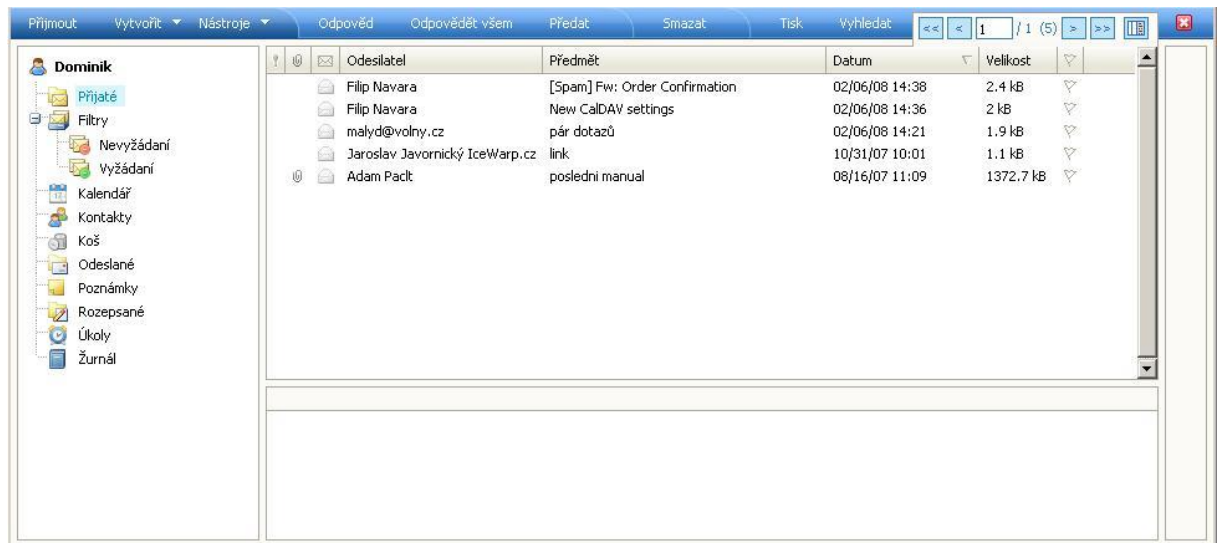 Přijmout Vytvořit Nástroje Odpověd Odpovědět všem Předat Smazat Tisk Vyhledat << < 1 / 1 (5) > >>
Dominik
Přijaté
Filtry
Nevyžádaní
Vyžádaní
Kalendář
Kontakty
Koš
Odeslané
Poznámky
Rozepsané
Úkoly
Žurnál
Odesilatel Předmět Datum Velikost
Filip Navara [Spam] Fw: Order Confirmation 02/06/08 14:38 2.4 kB
Filip Navara New CalDAV settings 02/06/08 14:36 2 kB
malyd@volny.cz pár dotazů 02/06/08 14:21 1.9 kB
Jaroslav Javornický IceWarp.cz link 10/31/07 10:01 1.1 kB
Adam Paclt posledni manual 08/16/07 11:09 1372.7 kB